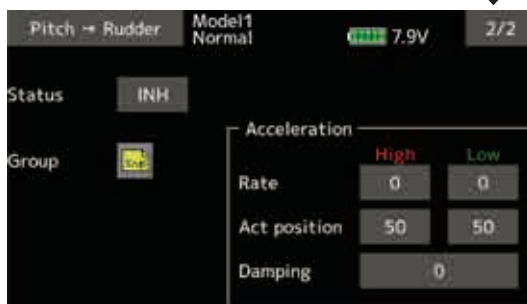 Pitch → Rudder Model1 Normal 7.9V 2/2
Status INH
Acceleration
Group
High Low
Rate 0 0
Act position 50 50
Damping 0